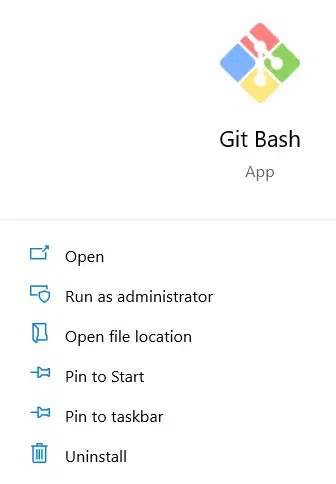 Git Bash
App
Open
Run as administrator
Open file location
Pin to Start
Pin to taskbar
Uninstall